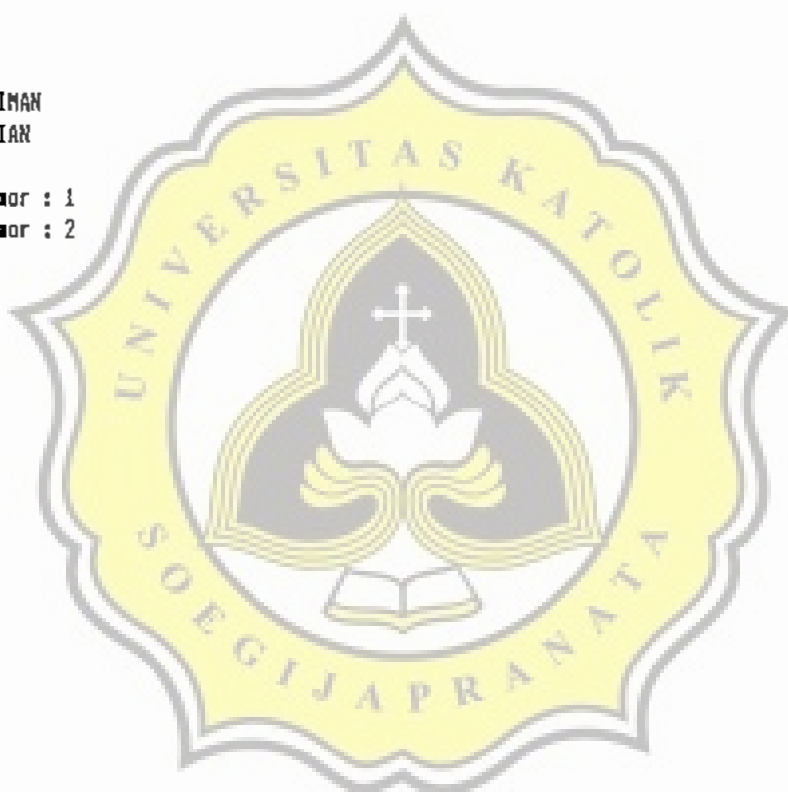 IMAN
IAN
mor : 1
mor : 2
UNIVERSITAS KATOLIK
SOEGIJAPRANATA